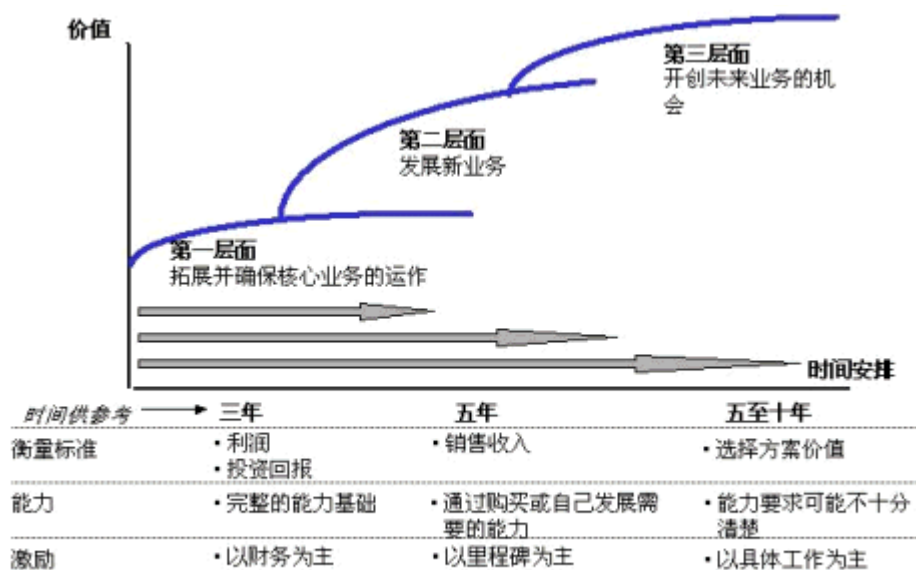 价值
第三层面
开创未来业务的机
会
第二层面
发展新业务
第一层面
拓展并确保核心业务的运作
时间安排
时间供参考 三年 五年 五至十年
衡量标准 •利润 •销售收入 •选择方案价值
•投资回报
能力 •完整的能力基础 •通过购买或自己发展需 •能力要求可能不十分
要的能力 清楚
激励 •以财务为主 •以里程碑为主 •以具体工作为主